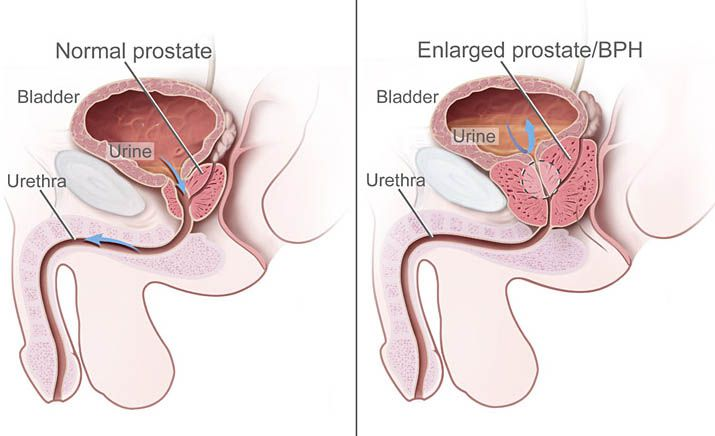 Normal prostate
Bladder
Urine
Urethra
Enlarged prostate/BPH
Bladder
Urine
Urethra